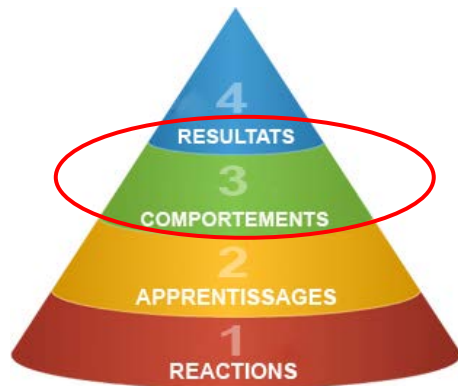 4
RESULTATS
3
COMPORTEMENTS
2
APPRENTISSAGES
1
REACTIONS